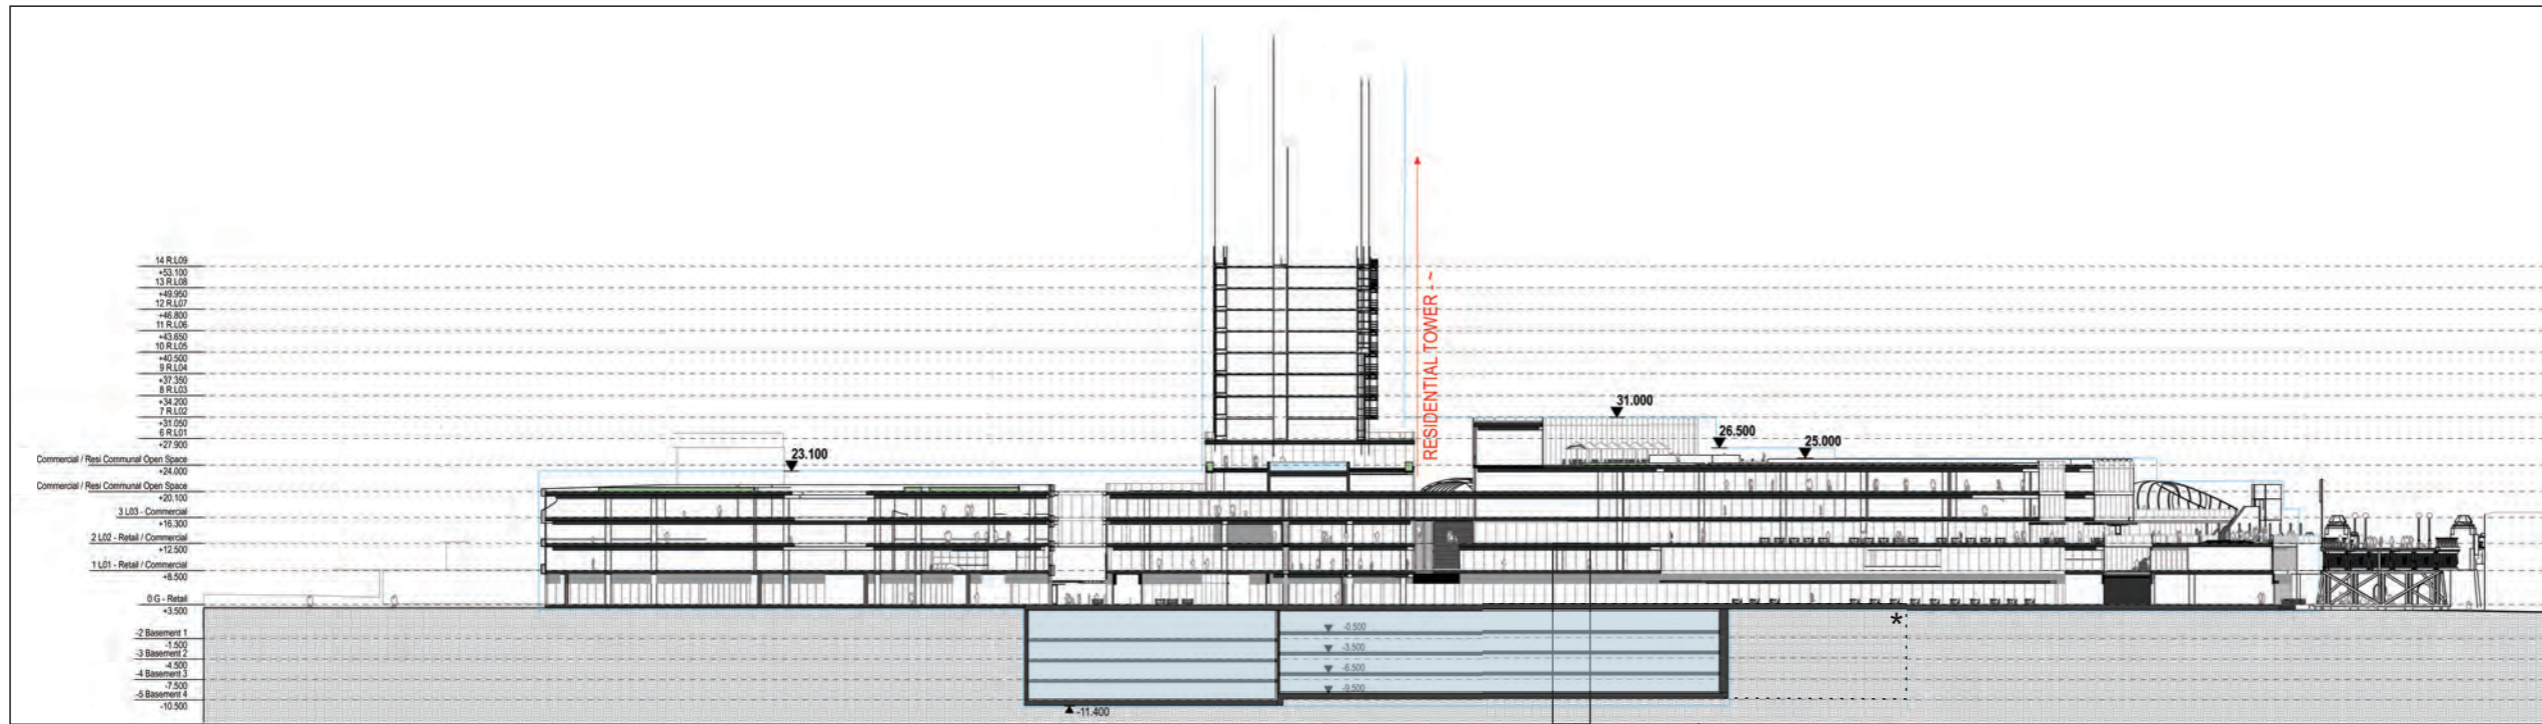 14 R.L09
+53.100
13 R.L08
+49.950
12 R.L07
+46.800
11 R.L06
+43.650
10 R.L05
+40.500
9 R.L04
+37.350
8 R.L03
+34.200
7 R.L02
+31.050
6 R.L01
+27.900
Commercial / Resi Communal Open Space
+24.000
Commercial / Resi Communal Open Space
+20.100
3 L03 - Commercial
+16.300
2 L02 - Retail / Commercial
+12.500
1 L01 - Retail / Commercial
+8.500
0 G - Retail
+3.500
-2 Basement 1
-1.500
-3 Basement 2
-4.500
-4 Basement 3
-7.500
-5 Basement 4
-10.500
23.100
RESIDENTIAL TOWER - ~
31.000
26.500
25.000
-0.500
-3.500
-6.500
-9.500
-11.400
*